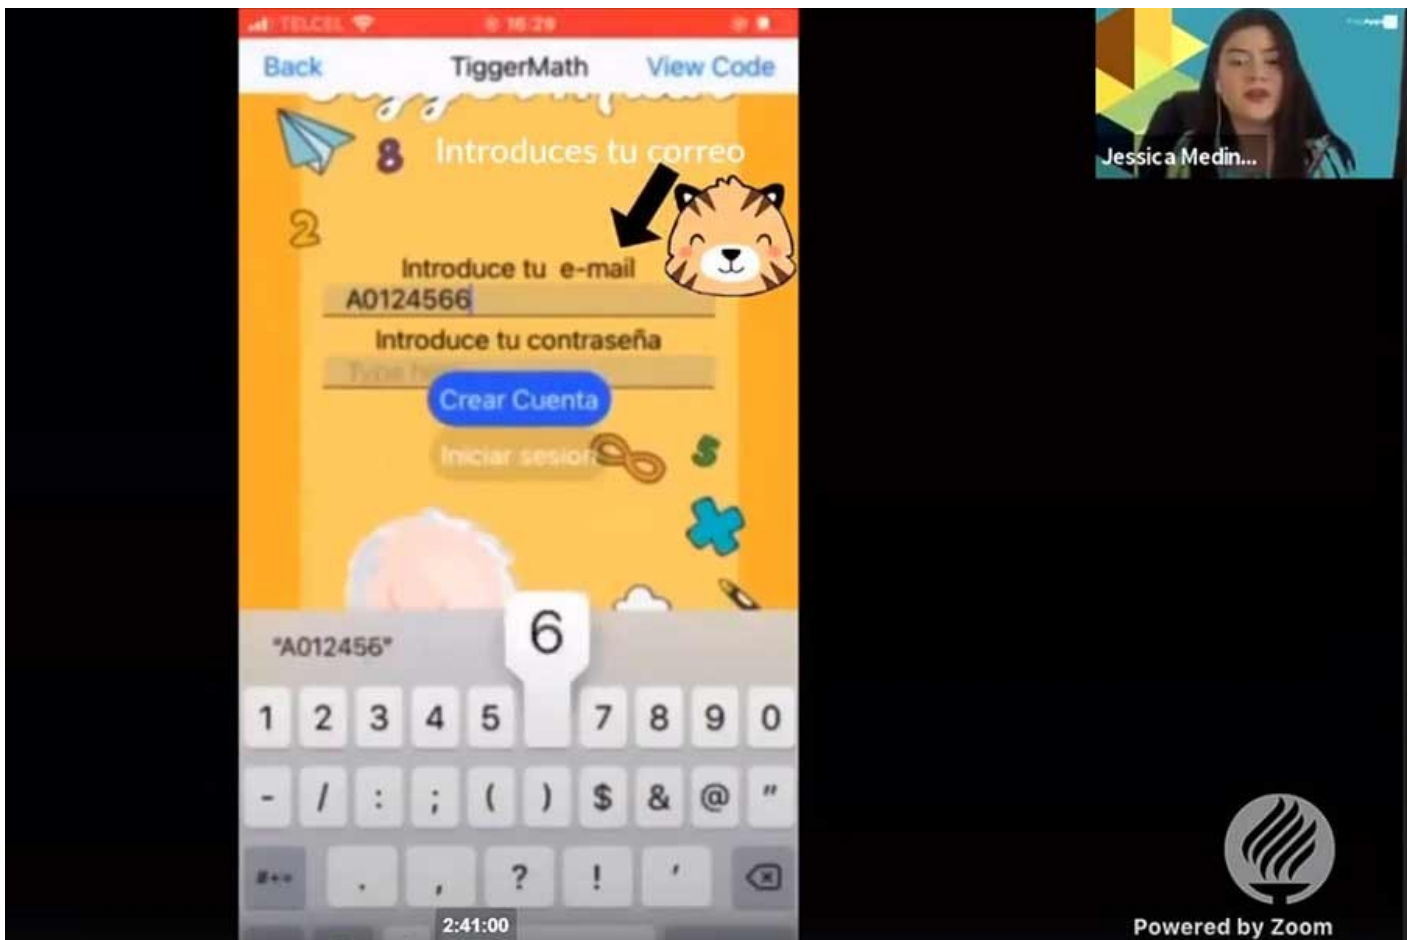 TELCEL 16:29
Back TiggerMath View Code
8 Introduces tu correo
2
Introduce tu e-mail
A0124566
Introduce tu contraseña
Type
Crear Cuenta
Iniciar sesion
5
"A012456" 6
1 2 3 4 5 7 8 9 0
- / : ; ( ) $ & @ "
#+= . , ? ! '
2:41:00
Jessica Medin...
Powered by Zoom